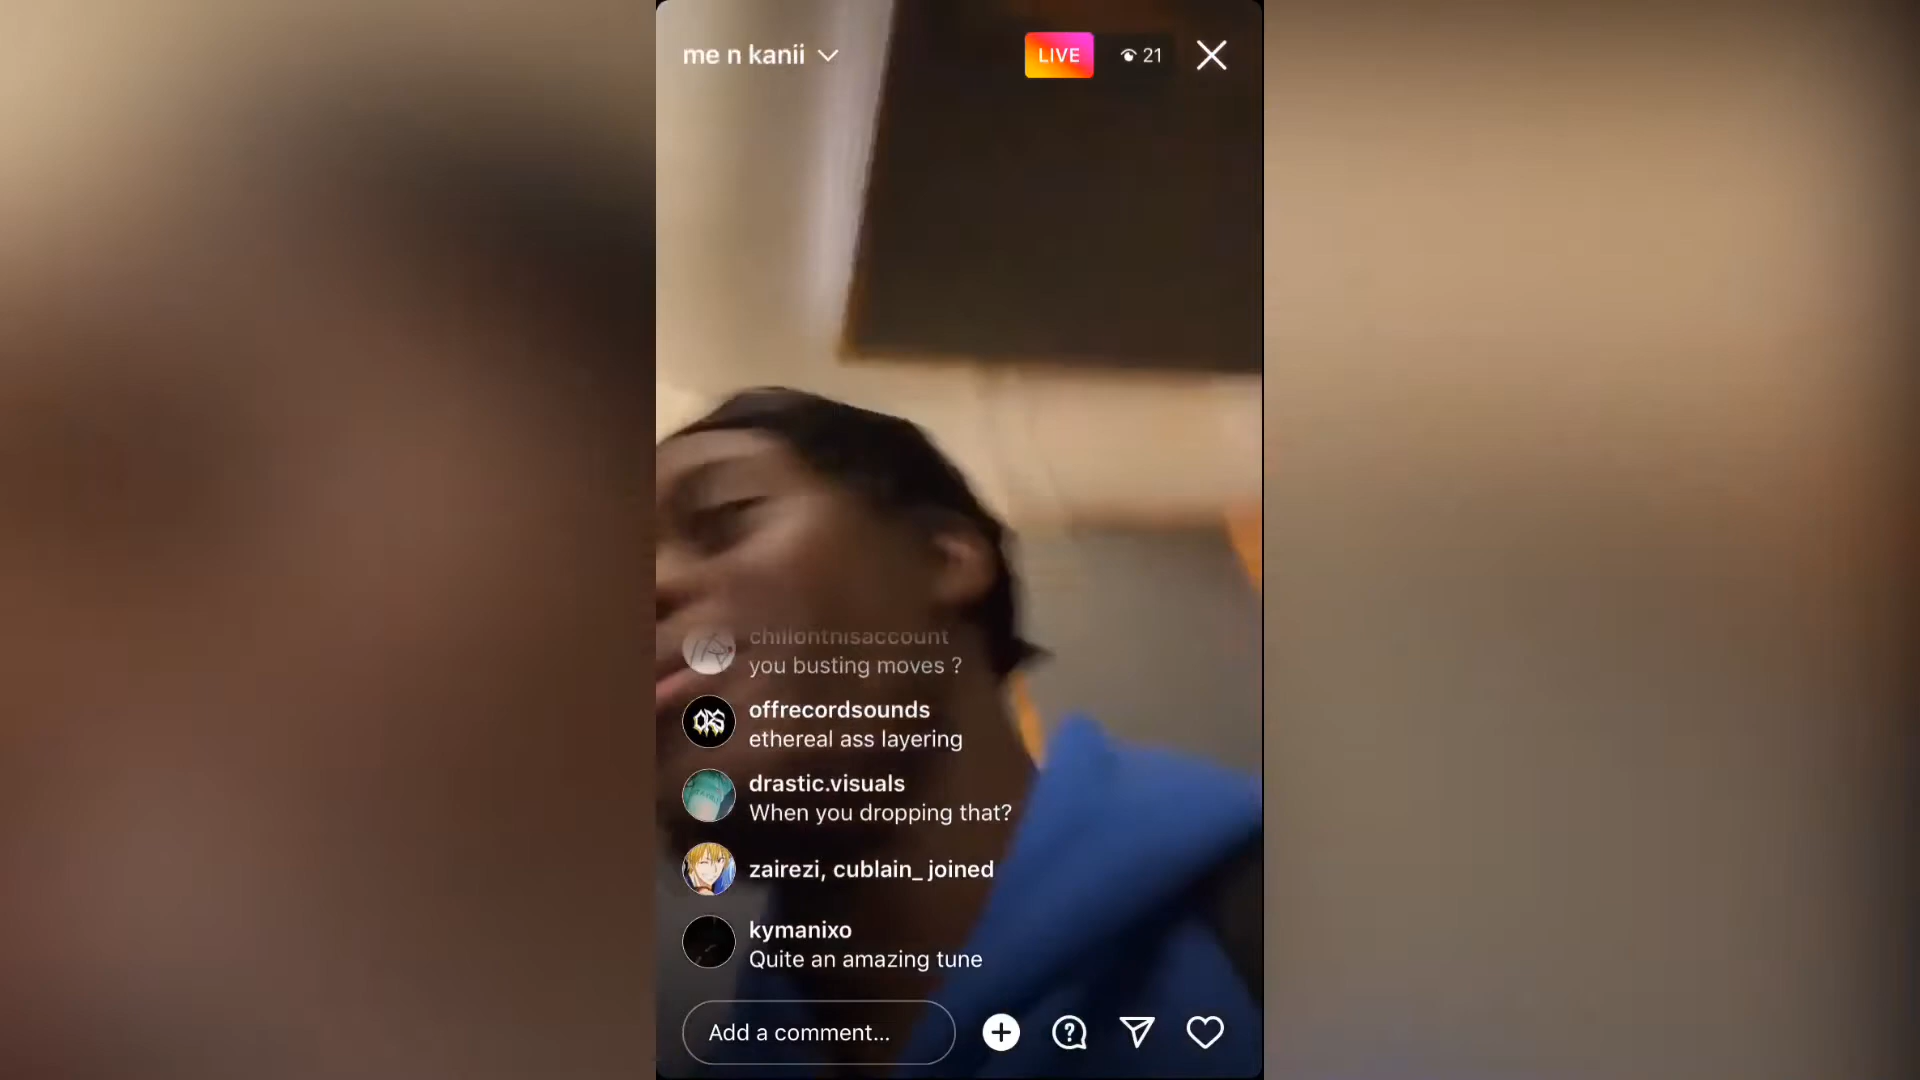 me n kanii
LIVE
21
chillonthisaccount
you busting moves ?
offrecordsounds
ethereal ass layering
drastic.visuals
When you dropping that?
zairezi, cublain_ joined
kymanixo
Quite an amazing tune
Add a comment...